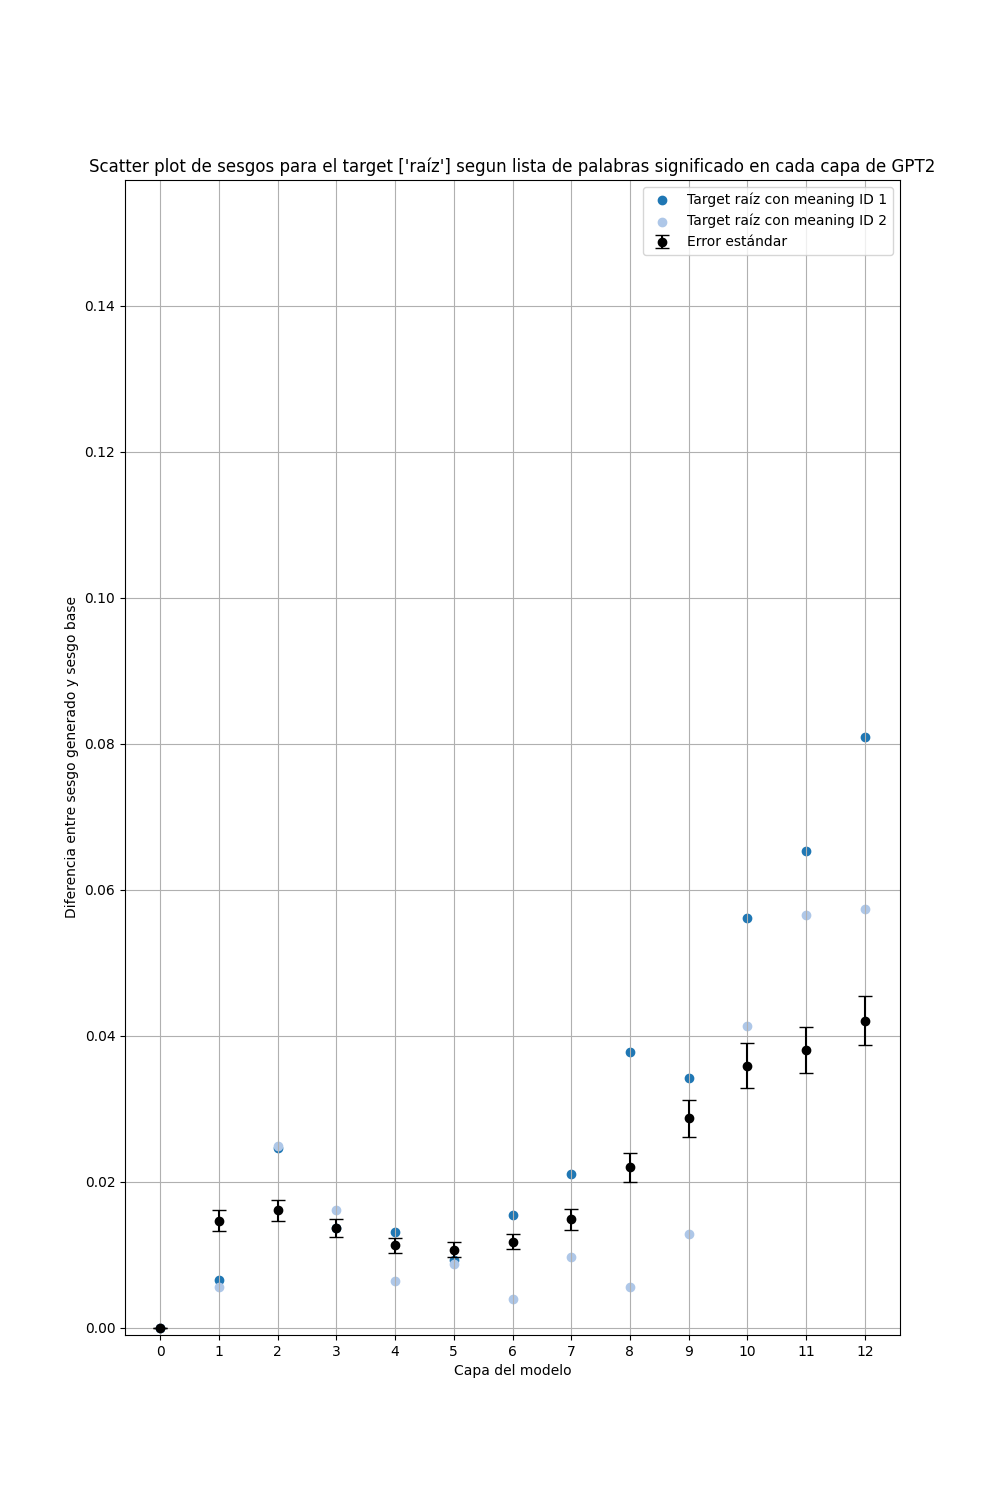 Scatter plot de sesgos para el target ['raíz'] segun lista de palabras significado en cada capa de GPT2
Target raíz con meaning ID 1
Target raíz con meaning ID 2
Error estándar
0.14
0.12
0.10
0.08
0.06
0.04
0.02
0.00
Diferencia entre sesgo generado y sesgo base
0 1 2 3 4 5 6 7 8 9 10 11 12
Capa del modelo